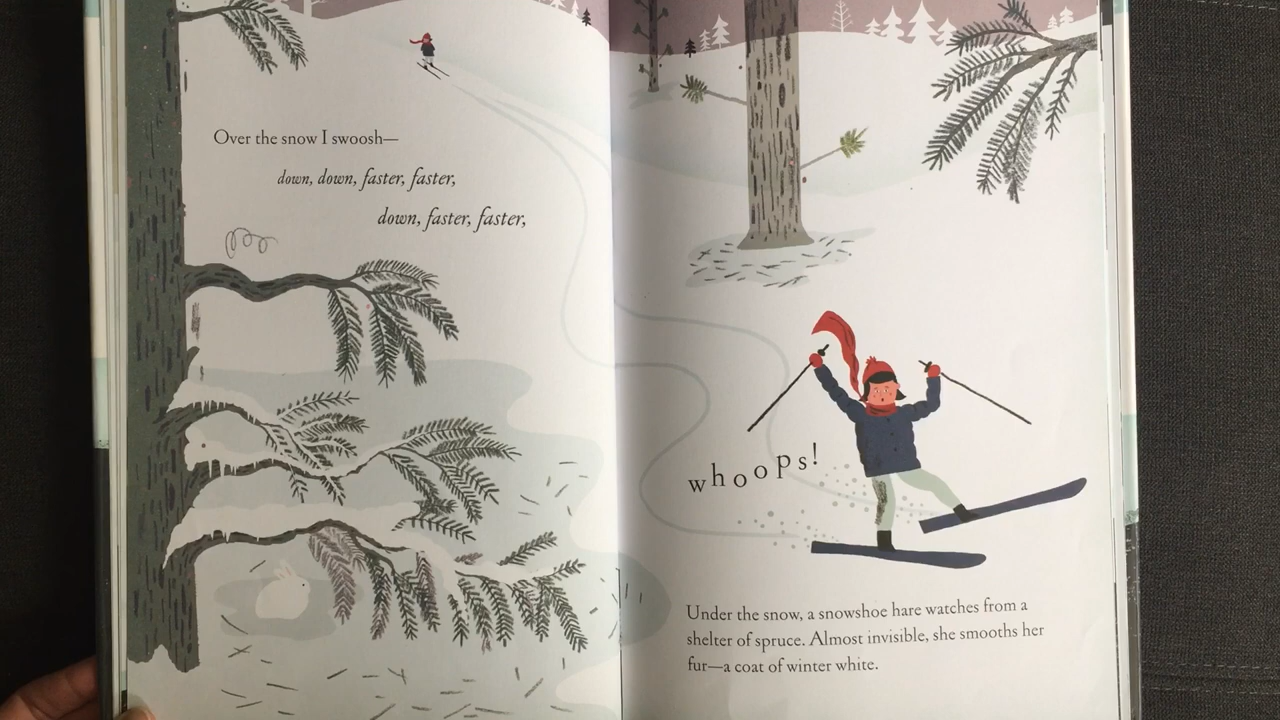 Over the snow I swoosh—
down, down, faster, faster,
down, faster, faster,
whoops!
Under the snow, a snowshoe hare watches from a
shelter of spruce. Almost invisible, she smooths her
fur—a coat of winter white.